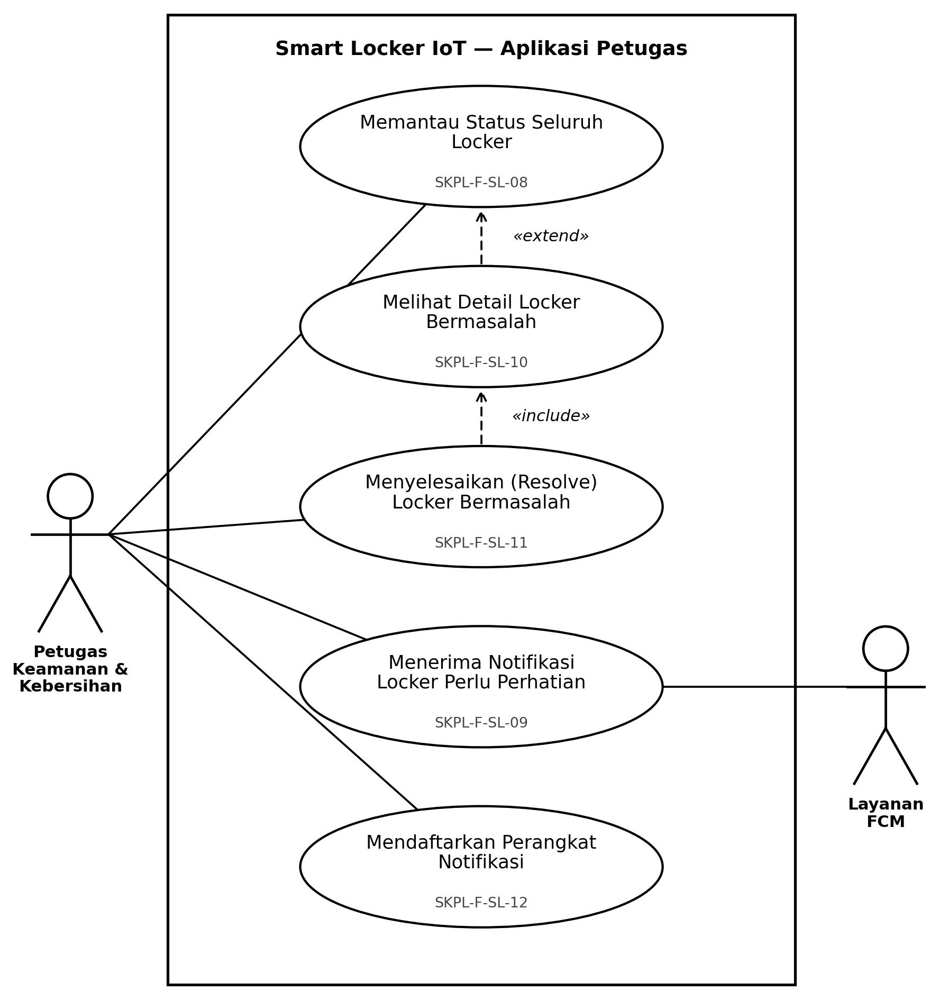 Smart Locker IoT — Aplikasi Petugas
Memantau Status Seluruh
Locker
SKPL-F-SL-08
«extend»
Melihat Detail Locker
Bermasalah
SKPL-F-SL-10
«include»
Menyelesaikan (Resolve)
Locker Bermasalah
SKPL-F-SL-11
Petugas
Keamanan &
Kebersihan
Menerima Notifikasi
Locker Perlu Perhatian
SKPL-F-SL-09
Layanan
FCM
Mendaftarkan Perangkat
Notifikasi
SKPL-F-SL-12